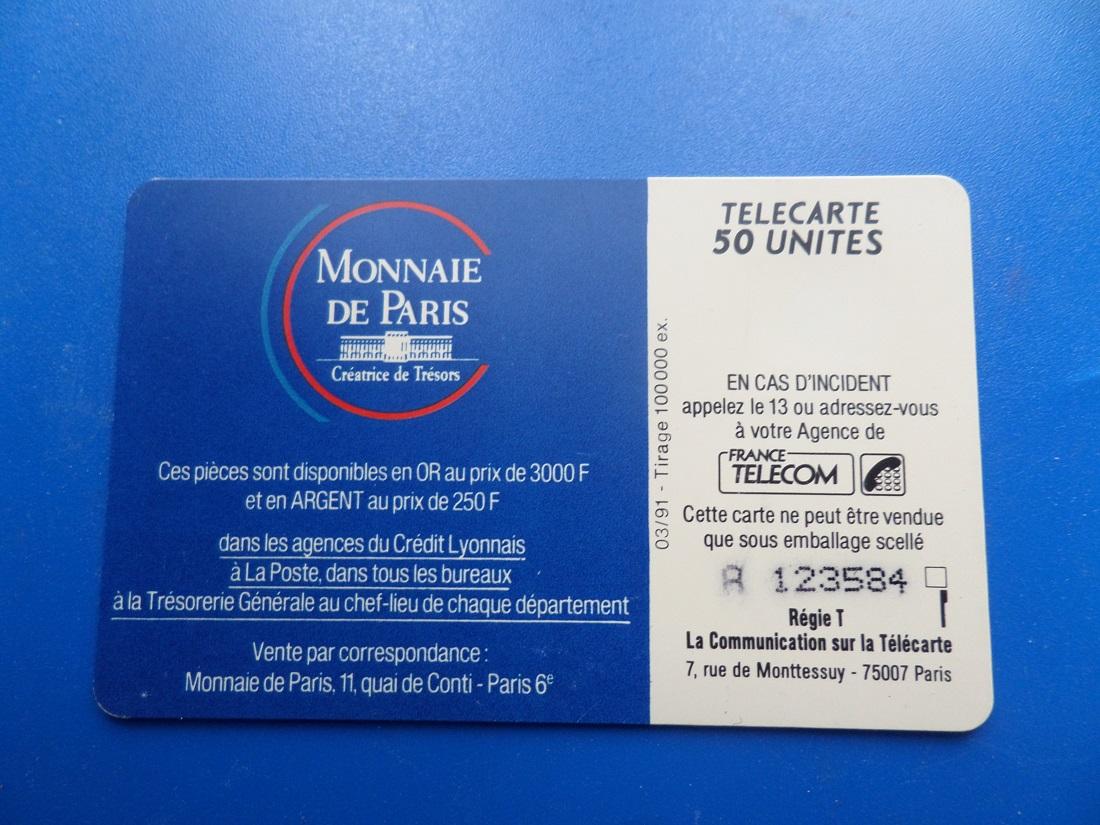 MONNAIE
DE PARIS
Créatrice de Trésors
Ces pièces sont disponibles en OR au prix de 3000 F
et en ARGENT au prix de 250 F
dans les agences du Crédit Lyonnais
à La Poste, dans tous les bureaux
à la Trésorerie Générale au chef-lieu de chaque département
Vente par correspondance :
Monnaie de Paris, 11, quai de Conti - Paris 6e
03/91 - Tirage 100 000 ex.
TELECARTE
50 UNITES
EN CAS D'INCIDENT
appelez le 13 ou adressez-vous
à votre Agence de
FRANCE
TELECOM
Cette carte ne peut être vendue
que sous emballage scellé
A 123584
Régie T
La Communication sur la Télécarte
7, rue de Monttessuy - 75007 Paris